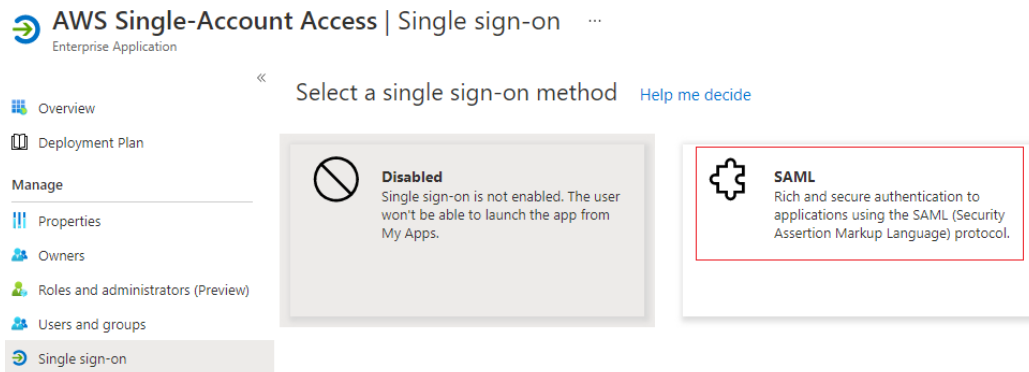 AWS Single-Account Access | Single sign-on ...
Enterprise Application
«
Overview
Deployment Plan
Manage
Properties
Owners
Roles and administrators (Preview)
Users and groups
Single sign-on
Select a single sign-on method Help me decide
Disabled
Single sign-on is not enabled. The user
won't be able to launch the app from
My Apps.
SAML
Rich and secure authentication to
applications using the SAML (Security
Assertion Markup Language) protocol.